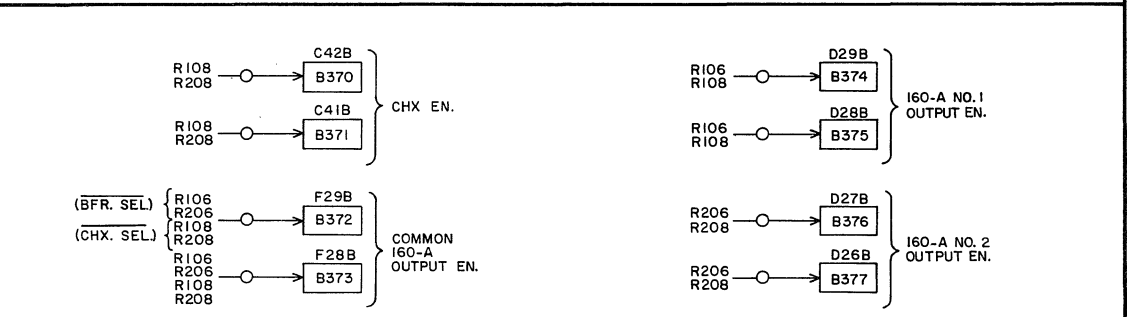 C42B
R108
R208
B370
C41B
R108
R208
B371
CHX EN.
(BFR. SEL.)
(CHX. SEL.)
F29B
R106
R206
R108
R208
B372
F28B
R106
R206
R108
R208
B373
COMMON
160-A
OUTPUT EN.
D29B
R106
R108
B374
D28B
R106
R108
B375
160-A NO. 1
OUTPUT EN.
D27B
R206
R208
B376
D26B
R206
R208
B377
160-A NO. 2
OUTPUT EN.